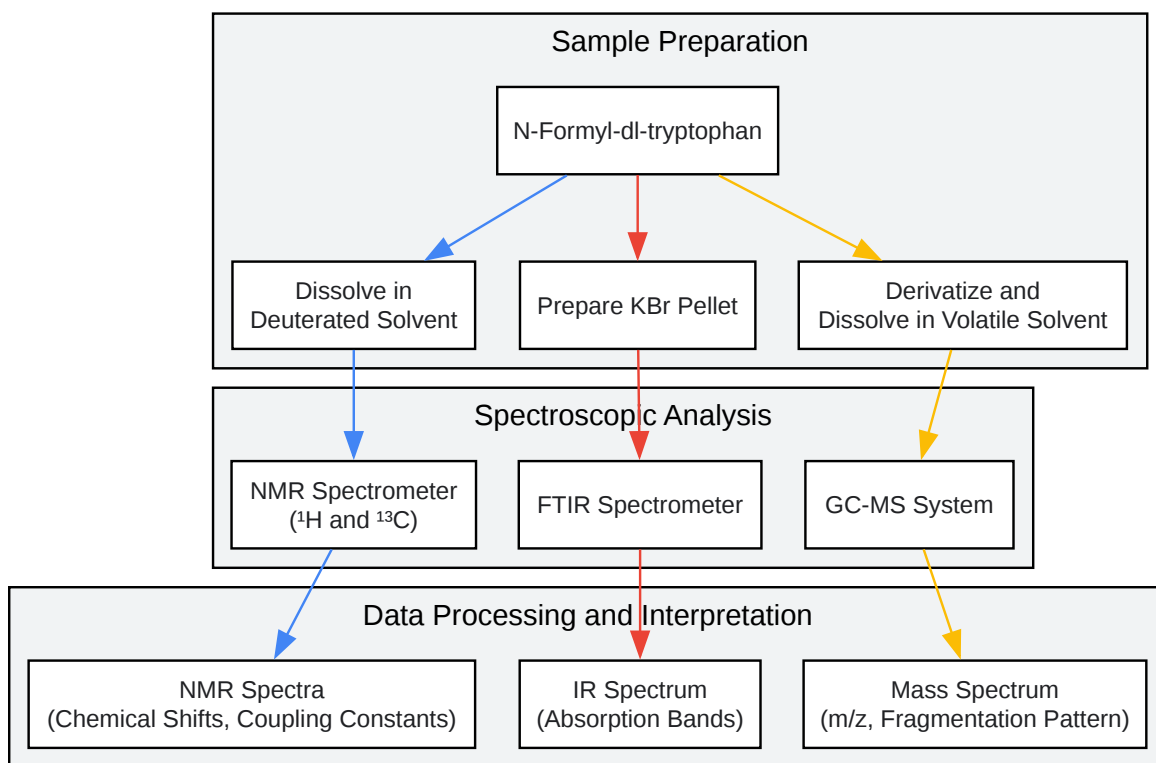 Sample Preparation
N-Formyl-dl-tryptophan
Dissolve in
Deuterated Solvent
Prepare KBr Pellet
Derivatize and
Dissolve in Volatile Solvent
Spectroscopic Analysis
NMR Spectrometer
(¹H and ¹³C)
FTIR Spectrometer
GC-MS System
Data Processing and Interpretation
NMR Spectra
(Chemical Shifts, Coupling Constants)
IR Spectrum
(Absorption Bands)
Mass Spectrum
(m/z, Fragmentation Pattern)